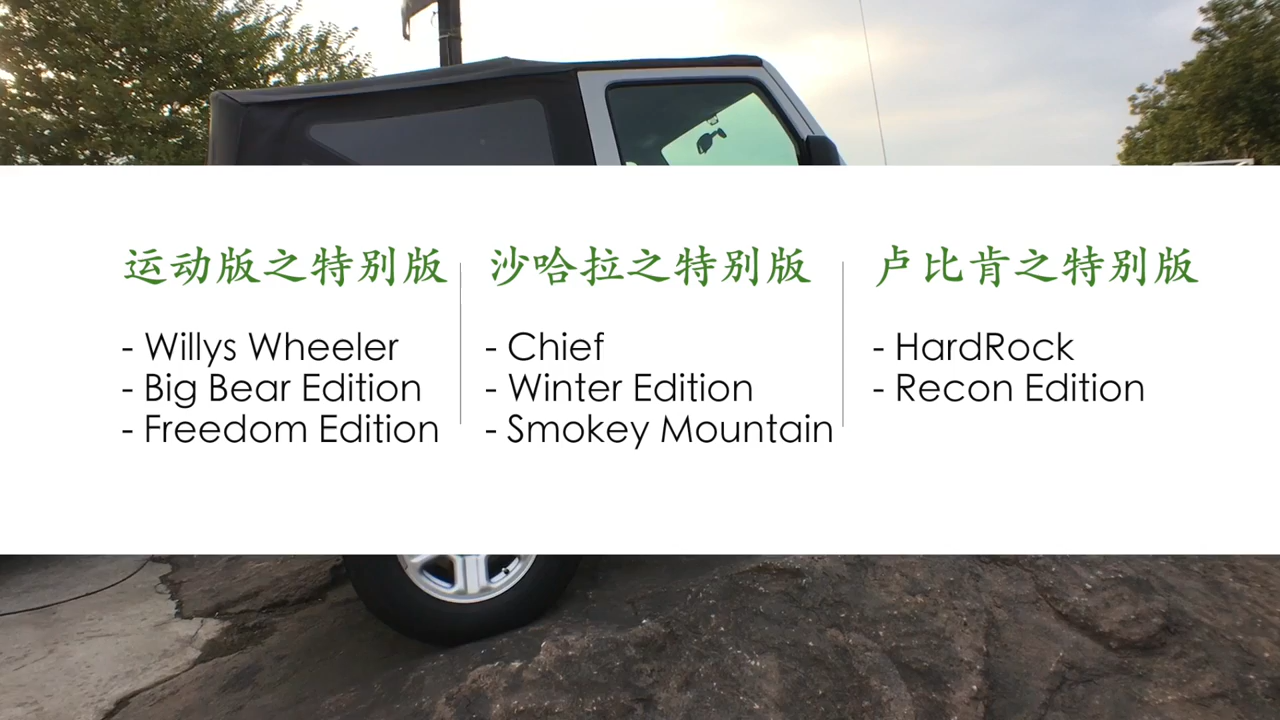 运动版之特别版
- Willys Wheeler
- Big Bear Edition
- Freedom Edition
沙哈拉之特别版
- Chief
- Winter Edition
- Smokey Mountain
卢比肯之特别版
- HardRock
- Recon Edition